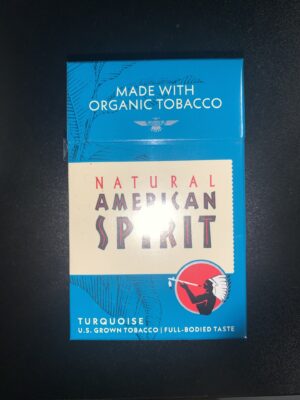 MADE WITH
ORGANIC TOBACCO
NATURAL
AMERICAN
SPIRIT
TURQUOISE
U.S. GROWN TOBACCO | FULL-BODIED TASTE